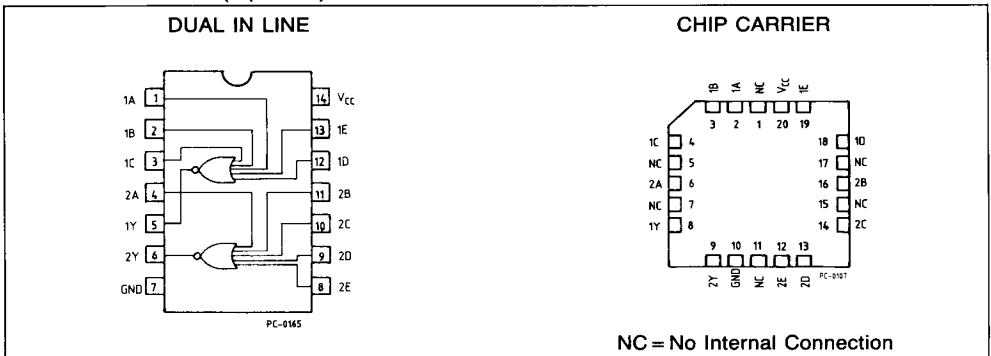 DUAL IN LINE
1A 1
1B 2
1C 3
2A 4
1Y 5
2Y 6
GND 7
14 VCC
13 1E
12 1D
11 2B
10 2C
9 2D
8 2E
PC-0165
CHIP CARRIER
1B 1A NC VCC 1E
3 2 1 20 19
1C 4
NC 5
2A 6
NC 7
1Y 8
18 1D
17 NC
16 2B
15 NC
14 2C
9 10 11 12 13
2Y GND NC 2E 2D
PC-0107
NC = No Internal Connection